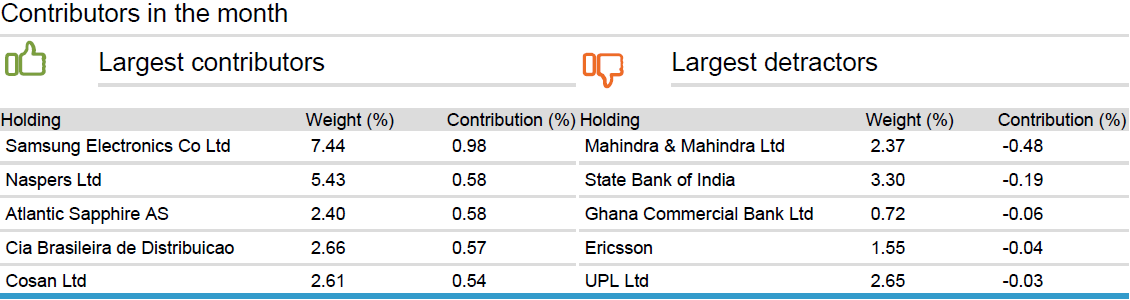 Contributors in the month
Largest contributors
Largest detractors
Holding Weight (%) Contribution (%) Holding Weight (%) Contribution (%)
Samsung Electronics Co Ltd 7.44 0.98 Mahindra & Mahindra Ltd 2.37 -0.48
Naspers Ltd 5.43 0.58 State Bank of India 3.30 -0.19
Atlantic Sapphire AS 2.40 0.58 Ghana Commercial Bank Ltd 0.72 -0.06
Cia Brasileira de Distribuicao 2.66 0.57 Ericsson 1.55 -0.04
Cosan Ltd 2.61 0.54 UPL Ltd 2.65 -0.03